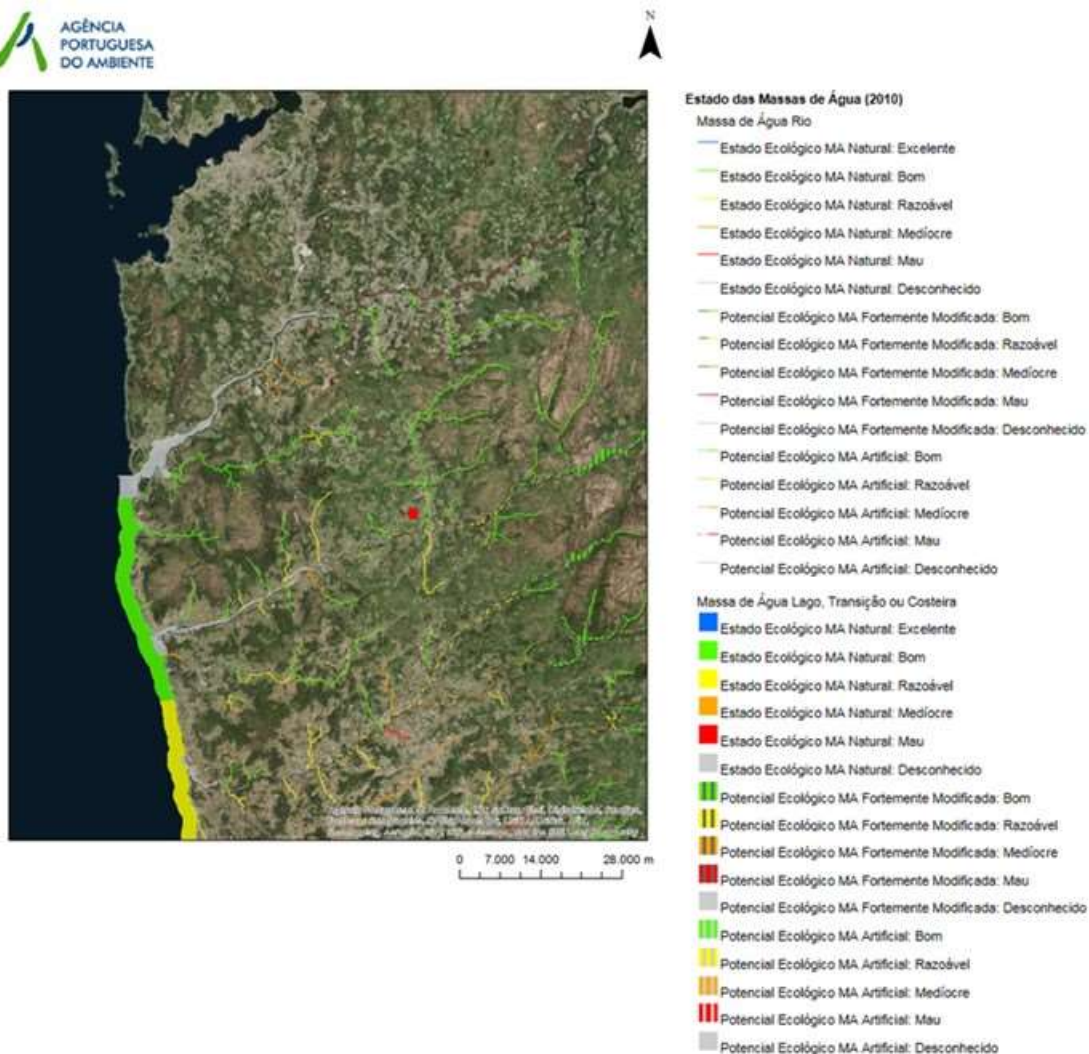 AGÊNCIA
PORTUGUESA
DO AMBIENTE
N
Estado das Massas de Água (2010)
Massa de Água Rio
Estado Ecológico MA Natural: Excelente
Estado Ecológico MA Natural: Bom
Estado Ecológico MA Natural: Razoável
Estado Ecológico MA Natural: Medíocre
Estado Ecológico MA Natural: Mau
Estado Ecológico MA Natural: Desconhecido
Potencial Ecológico MA Fortemente Modificada: Bom
Potencial Ecológico MA Fortemente Modificada: Razoável
Potencial Ecológico MA Fortemente Modificada: Medíocre
Potencial Ecológico MA Fortemente Modificada: Mau
Potencial Ecológico MA Fortemente Modificada: Desconhecido
Potencial Ecológico MA Artificial: Bom
Potencial Ecológico MA Artificial: Razoável
Potencial Ecológico MA Artificial: Medíocre
Potencial Ecológico MA Artificial: Mau
Potencial Ecológico MA Artificial: Desconhecido
Massa de Água Lago, Transição ou Costeira
Estado Ecológico MA Natural: Excelente
Estado Ecológico MA Natural: Bom
Estado Ecológico MA Natural: Razoável
Estado Ecológico MA Natural: Medíocre
Estado Ecológico MA Natural: Mau
Estado Ecológico MA Natural: Desconhecido
Potencial Ecológico MA Fortemente Modificada: Bom
Potencial Ecológico MA Fortemente Modificada: Razoável
Potencial Ecológico MA Fortemente Modificada: Medíocre
Potencial Ecológico MA Fortemente Modificada: Mau
Potencial Ecológico MA Fortemente Modificada: Desconhecido
Potencial Ecológico MA Artificial: Bom
Potencial Ecológico MA Artificial: Razoável
Potencial Ecológico MA Artificial: Medíocre
Potencial Ecológico MA Artificial: Mau
Potencial Ecológico MA Artificial: Desconhecido
0 7.000 14.000 28.000 m